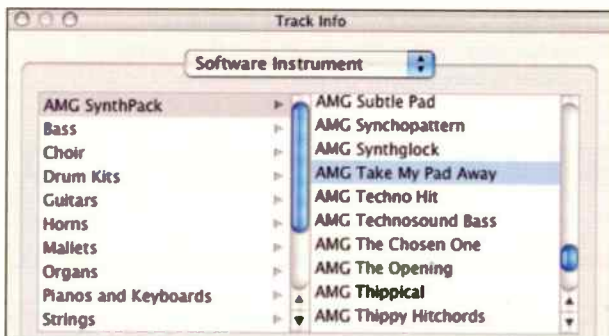 Track Info
Software Instrument
AMG SynthPack
Bass
Choir
Drum Kits
Guitars
Horns
Mallets
Organs
Pianos and Keyboards
Strings
AMG Subtle Pad
AMG Synchopattern
AMG Synthglock
AMG Take My Pad Away
AMG Techno Hit
AMG Technosound Bass
AMG The Chosen One
AMG The Opening
AMG Thippical
AMG Thippy Hitchords